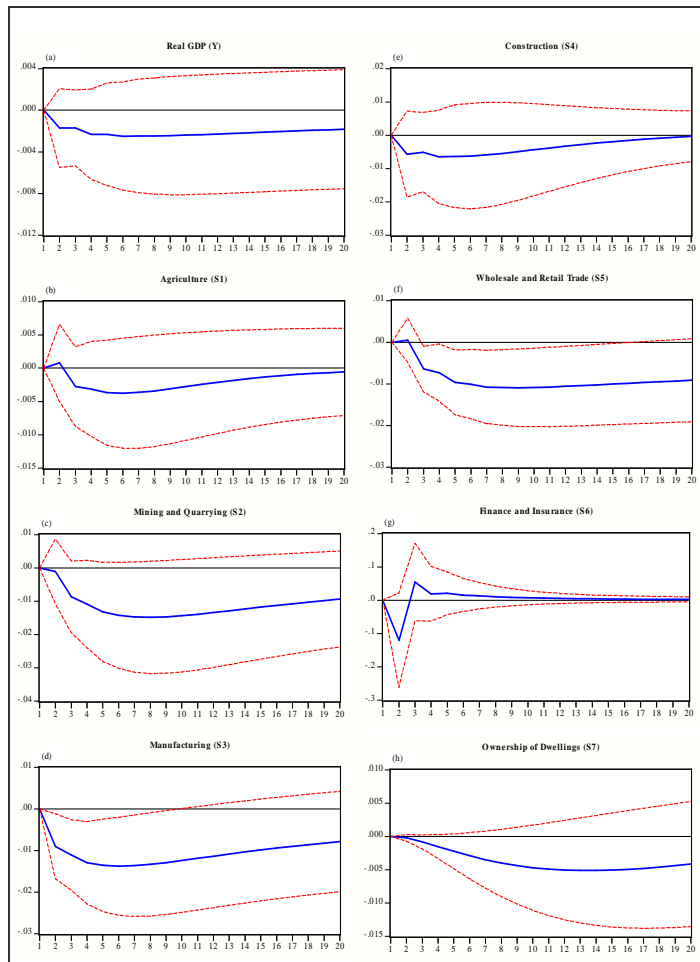 Real GDP (Y)
(a)
.004
.000
-.004
-.008
-.012
1 2 3 4 5 6 7 8 9 10 11 12 13 14 15 16 17 18 19 20
Construction (S4)
(e)
.02
.01
.00
-.01
-.02
-.03
1 2 3 4 5 6 7 8 9 10 11 12 13 14 15 16 17 18 19 20
Agriculture (S1)
(b)
.010
.005
.000
-.005
-.010
-.015
1 2 3 4 5 6 7 8 9 10 11 12 13 14 15 16 17 18 19 20
Wholesale and Retail Trade (S5)
(f)
.01
.00
-.01
-.02
-.03
1 2 3 4 5 6 7 8 9 10 11 12 13 14 15 16 17 18 19 20
Mining and Quarrying (S2)
(c)
.01
.00
-.01
-.02
-.03
-.04
1 2 3 4 5 6 7 8 9 10 11 12 13 14 15 16 17 18 19 20
Finance and Insurance (S6)
(g)
.2
.1
.0
-.1
-.2
-.3
1 2 3 4 5 6 7 8 9 10 11 12 13 14 15 16 17 18 19 20
Manufacturing (S3)
(d)
.01
.00
-.01
-.02
-.03
1 2 3 4 5 6 7 8 9 10 11 12 13 14 15 16 17 18 19 20
Ownership of Dwellings (S7)
(h)
.010
.005
.000
-.005
-.010
-.015
1 2 3 4 5 6 7 8 9 10 11 12 13 14 15 16 17 18 19 20